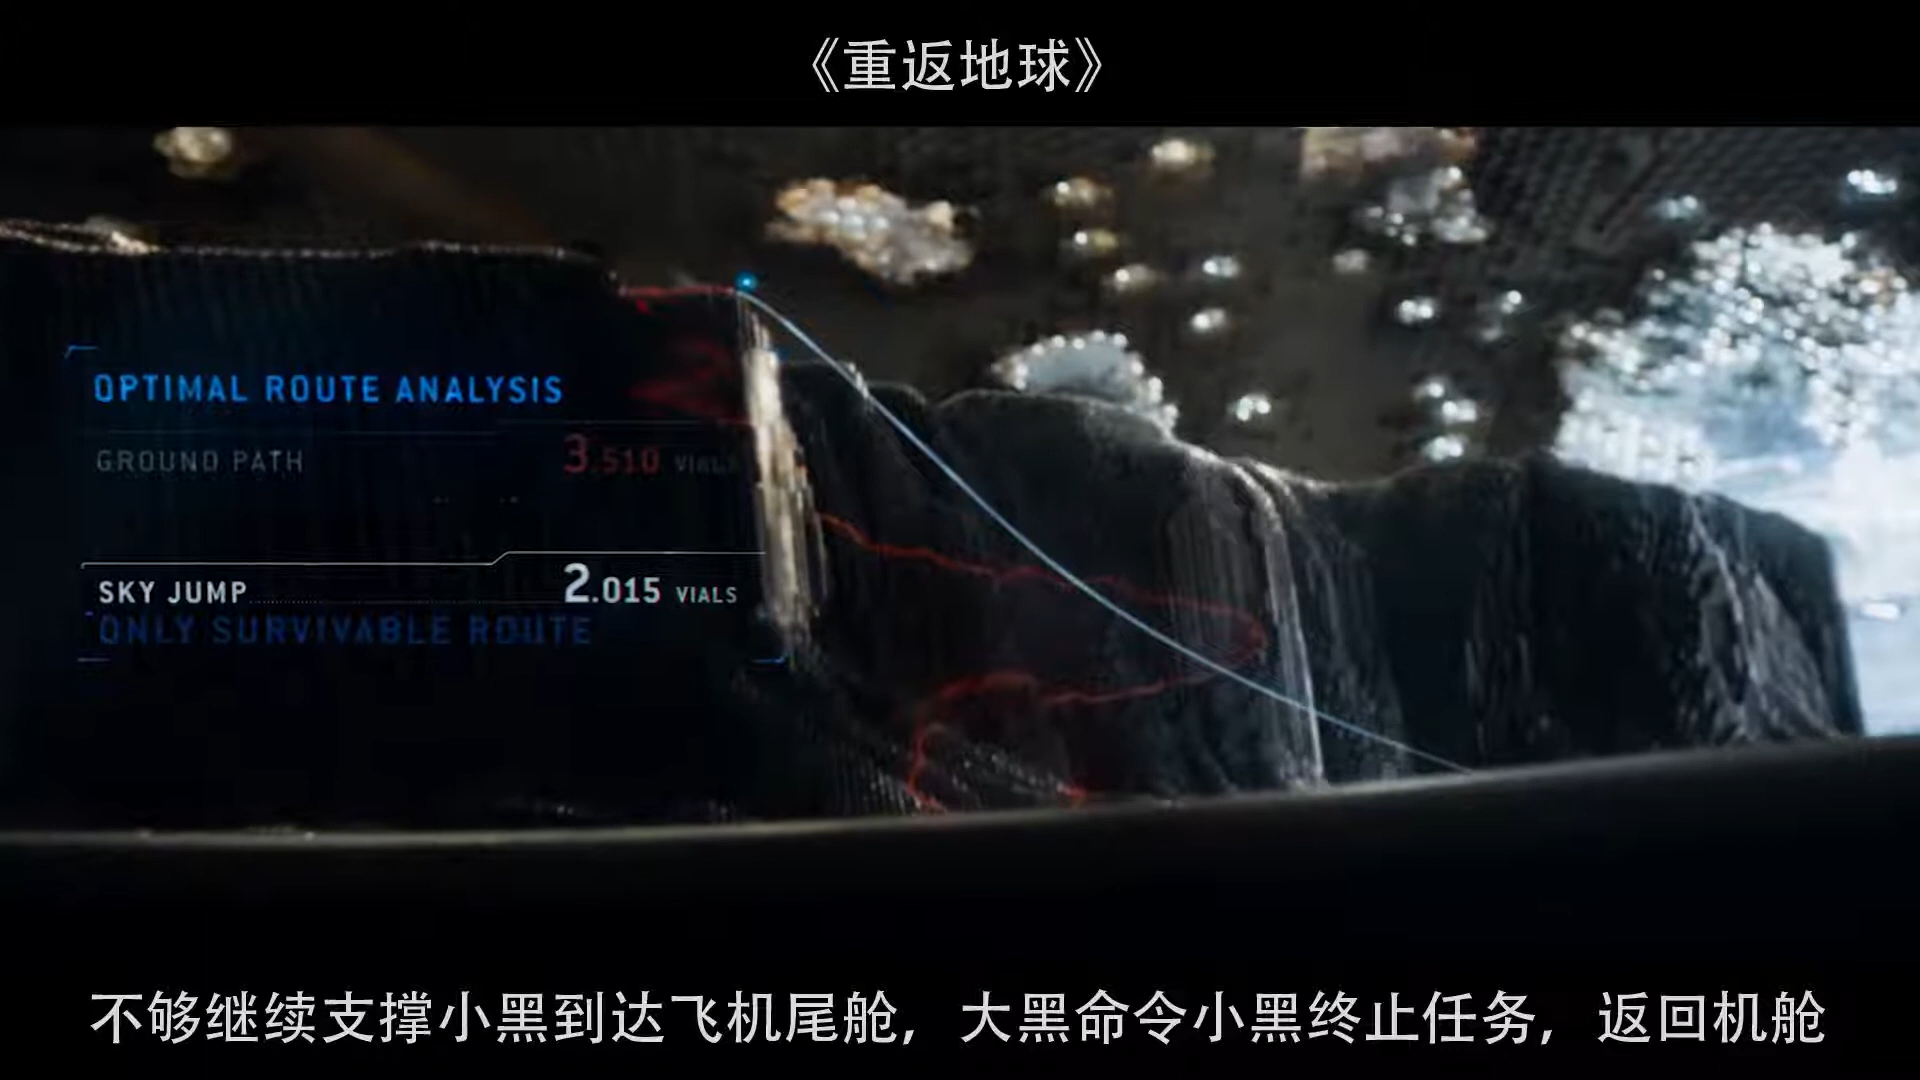 《重返地球》
OPTIMAL ROUTE ANALYSIS
GROUND PATH 3.510 VIALS
SKY JUMP 2.015 VIALS
ONLY SURVIVABLE ROUTE
不够继续支撑小黑到达飞机尾舱，大黑命令小黑终止任务，返回机舱